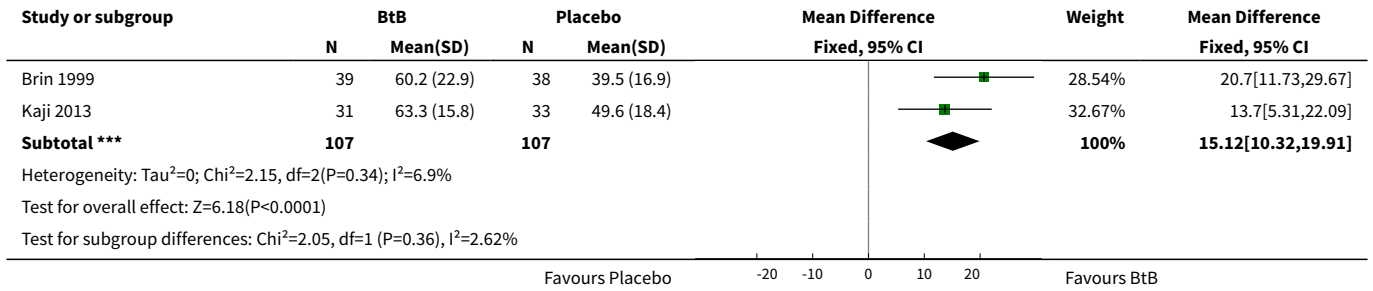 Study or subgroup BtB Placebo Mean Difference Weight Mean Difference
N Mean(SD) N Mean(SD) Fixed, 95% CI Fixed, 95% CI
Brin 1999 39 60.2 (22.9) 38 39.5 (16.9) 28.54% 20.7[11.73,29.67]
Kaji 2013 31 63.3 (15.8) 33 49.6 (18.4) 32.67% 13.7[5.31,22.09]
Subtotal *** 107 107 100% 15.12[10.32,19.91]
Heterogeneity: Tau²=0; Chi²=2.15, df=2(P=0.34); I²=6.9%
Test for overall effect: Z=6.18(P<0.0001)
Test for subgroup differences: Chi²=2.05, df=1 (P=0.36), I²=2.62%
Favours Placebo -20 -10 0 10 20 Favours BtB